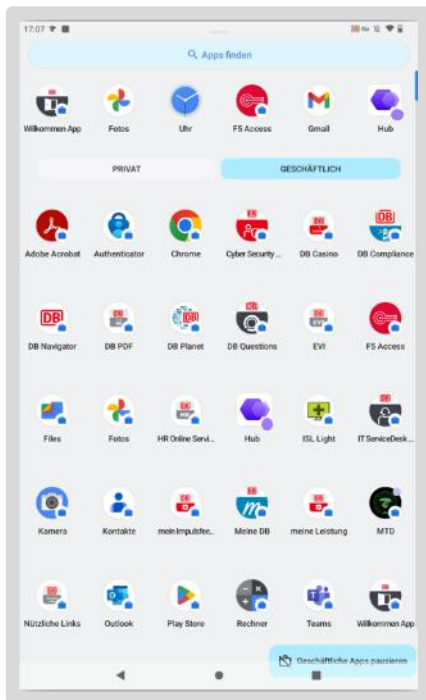 17:07
Apps finden
Willkommen App Fotos Uhr F5 Access Gmail Hub
PRIVAT GESCHÄFTLICH
Adobe Acrobat Authenticator Chrome Cyber Security ... DB Casino DB Compliance
DB Navigator DB PDF DB Planet DB Questions EVI F5 Access
Files Fotos HR Online Servi... Hub ISL Light IT ServiceDesk...
Kamera Kontakte mein Impulsfee... Meine DB meine Leistung MTD
Nützliche Links Outlook Play Store Rechner Teams Willkommen App
Geschäftliche Apps pausieren